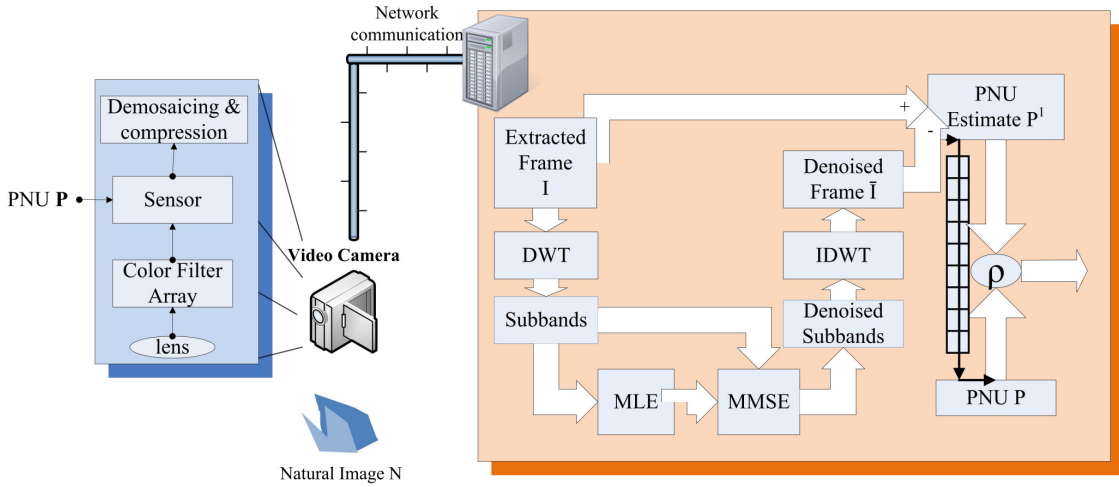 Network
communication
Demosaicing &
compression
PNU P
Sensor
Color Filter
Array
lens
Video Camera
Natural Image N
Extracted
Frame
I
DWT
Subbands
MLE
MMSE
Denoised
Subbands
IDWT
Denoised
Frame Ī
+
-
PNU
Estimate P¹
ρ
PNU P